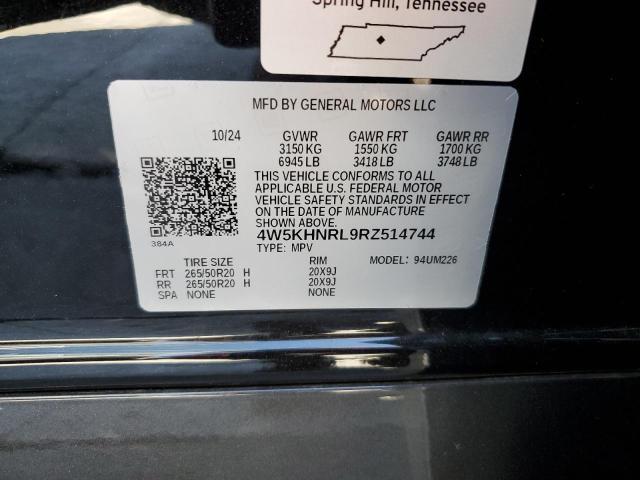 Spring Hill, Tennessee
MFD BY GENERAL MOTORS LLC
10/24 GVWR GAWR FRT GAWR RR
3150 KG 1550 KG 1700 KG
6945 LB 3418 LB 3748 LB
THIS VEHICLE CONFORMS TO ALL
APPLICABLE U.S. FEDERAL MOTOR
VEHICLE SAFETY STANDARDS IN EFFECT
ON THE DATE OF MANUFACTURE
SHOWN ABOVE.
4W5KHNRL9RZ514744
384A
TYPE: MPV
TIRE SIZE RIM MODEL: 94UM226
FRT 265/50R20 H 20X9J
RR 265/50R20 H 20X9J
SPA NONE NONE